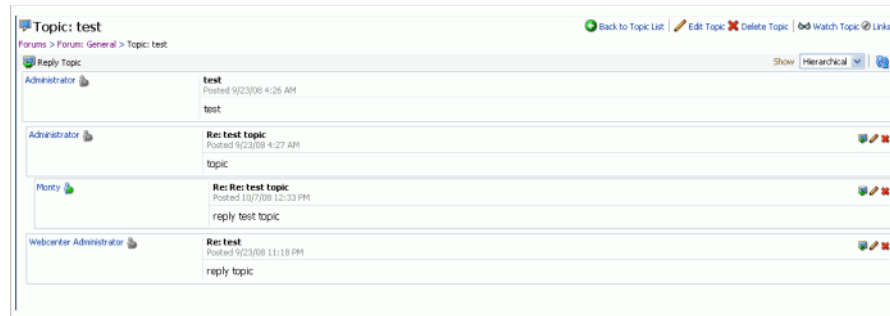 Topic: test
Back to Topic List Edit Topic Delete Topic Watch Topic Links
Forums > Forum: General > Topic: test
Reply Topic
Show Hierarchical
Administrator
test
Posted 9/23/08 4:26 AM
test
Administrator
Re: test topic
Posted 9/23/08 4:27 AM
topic
Monty
Re: Re: test topic
Posted 10/7/08 12:33 PM
reply test topic
Webcenter Administrator
Re: test
Posted 9/23/08 11:18 PM
reply topic